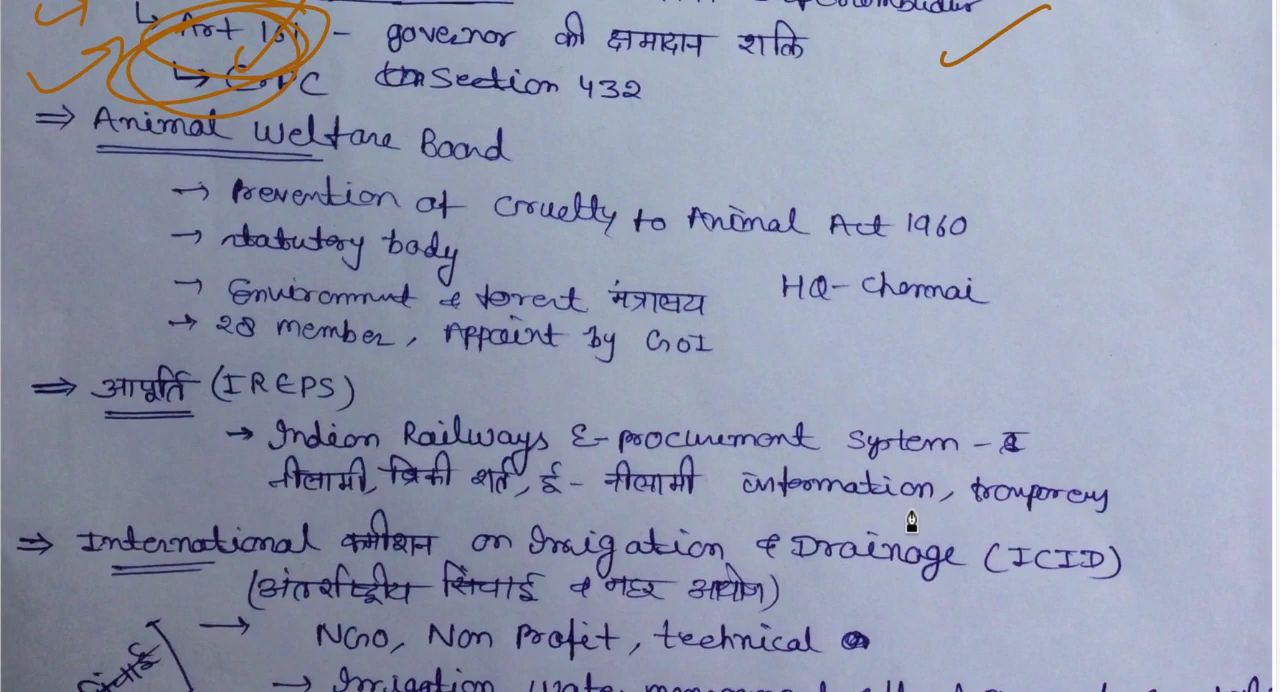 Art 161 - governor की क्षमादान शक्ति
↳ CrPC Section 432
⇒ Animal Welfare Board
→ Prevention of cruelty to Animal Act 1960
→ statutory body
→ Environment & forest मंत्रालय HQ- Chennai
→ 28 member, Appoint by GOI
⇒ आपूर्ति (IREPS)
→ Indian Railways E-procurement System -
नीलामी, बिक्री शर्त, ई - नीलामी information,
⇒ International कमीशन on Irrigation & Drainage (ICID)
(अंतर्राष्ट्रीय सिंचाई व नहर आयोग)
→ NGO, Non Profit, technical
→ Irrigation, water